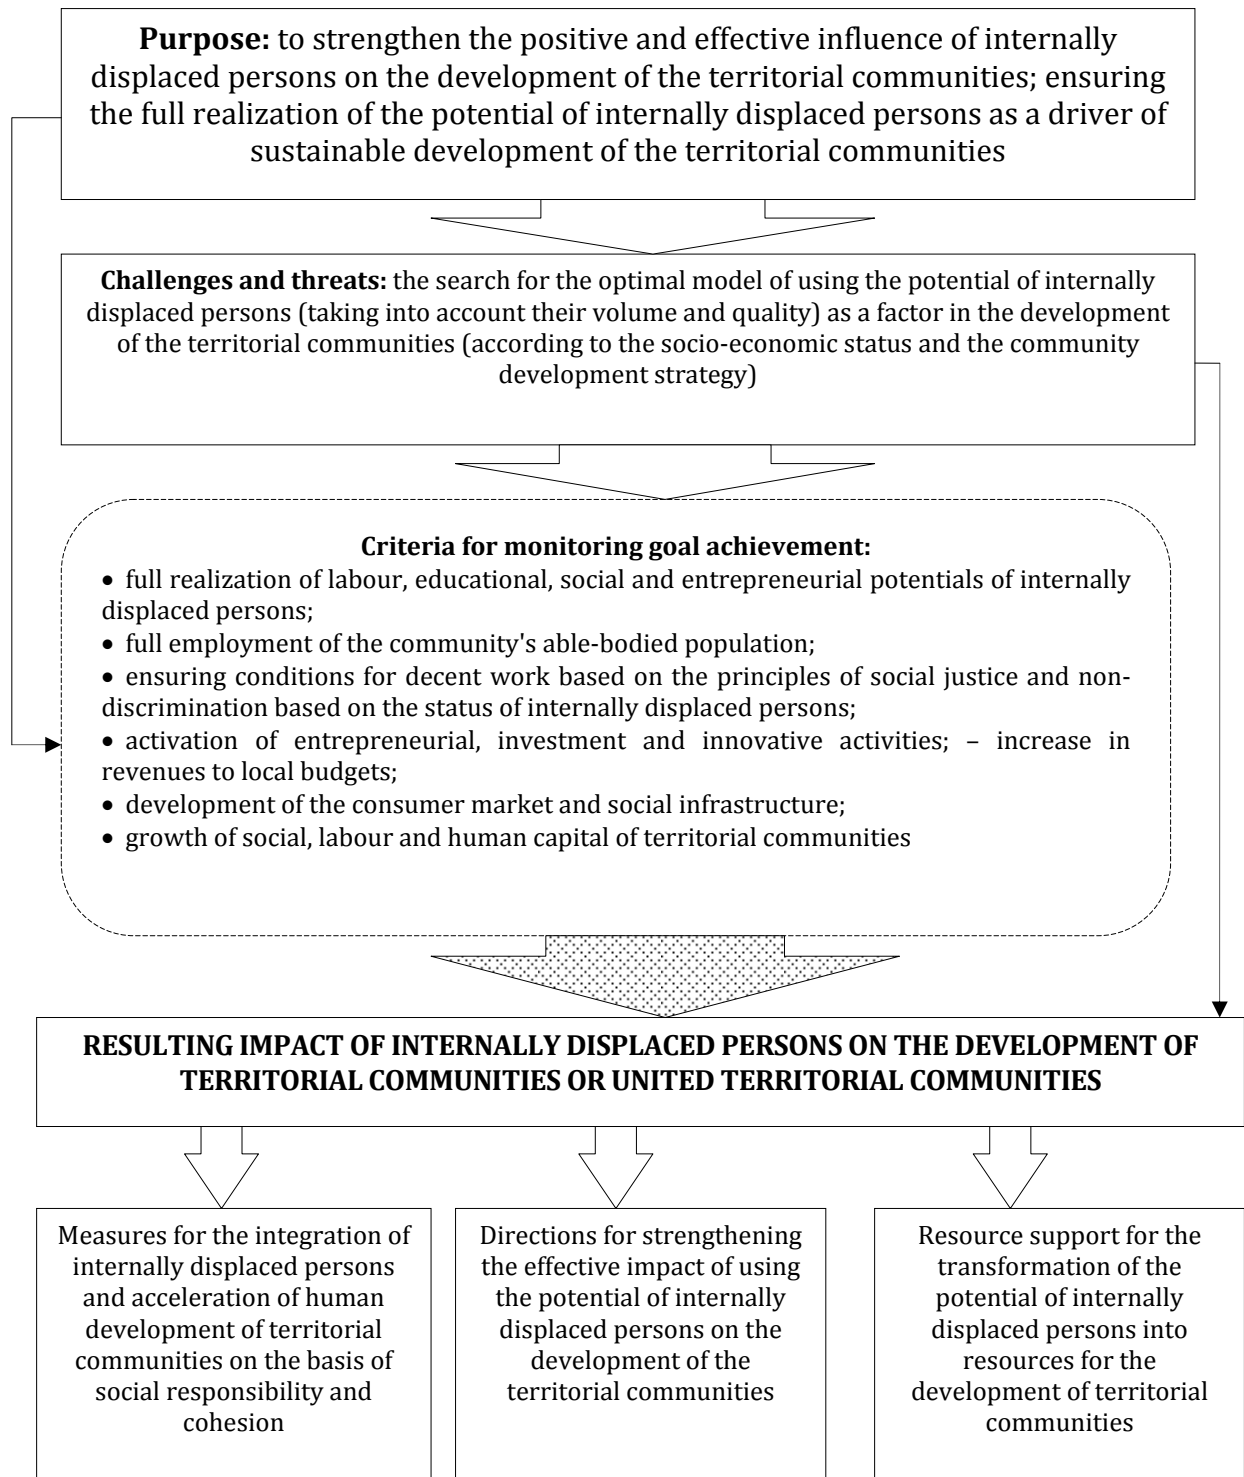 Purpose: to strengthen the positive and effective influence of internally
displaced persons on the development of the territorial communities; ensuring
the full realization of the potential of internally displaced persons as a driver of
sustainable development of the territorial communities
Challenges and threats: the search for the optimal model of using the potential of internally
displaced persons (taking into account their volume and quality) as a factor in the development
of the territorial communities (according to the socio-economic status and the community
development strategy)
Criteria for monitoring goal achievement:
• full realization of labour, educational, social and entrepreneurial potentials of internally
displaced persons;
• full employment of the community's able-bodied population;
• ensuring conditions for decent work based on the principles of social justice and non-
discrimination based on the status of internally displaced persons;
• activation of entrepreneurial, investment and innovative activities; – increase in
revenues to local budgets;
• development of the consumer market and social infrastructure;
• growth of social, labour and human capital of territorial communities
RESULTING IMPACT OF INTERNALLY DISPLACED PERSONS ON THE DEVELOPMENT OF
TERRITORIAL COMMUNITIES OR UNITED TERRITORIAL COMMUNITIES
Measures for the integration of
internally displaced persons
and acceleration of human
development of territorial
communities on the basis of
social responsibility and
cohesion
Directions for strengthening
the effective impact of using
the potential of internally
displaced persons on the
development of the
territorial communities
Resource support for the
transformation of the
potential of internally
displaced persons into
resources for the
development of territorial
communities